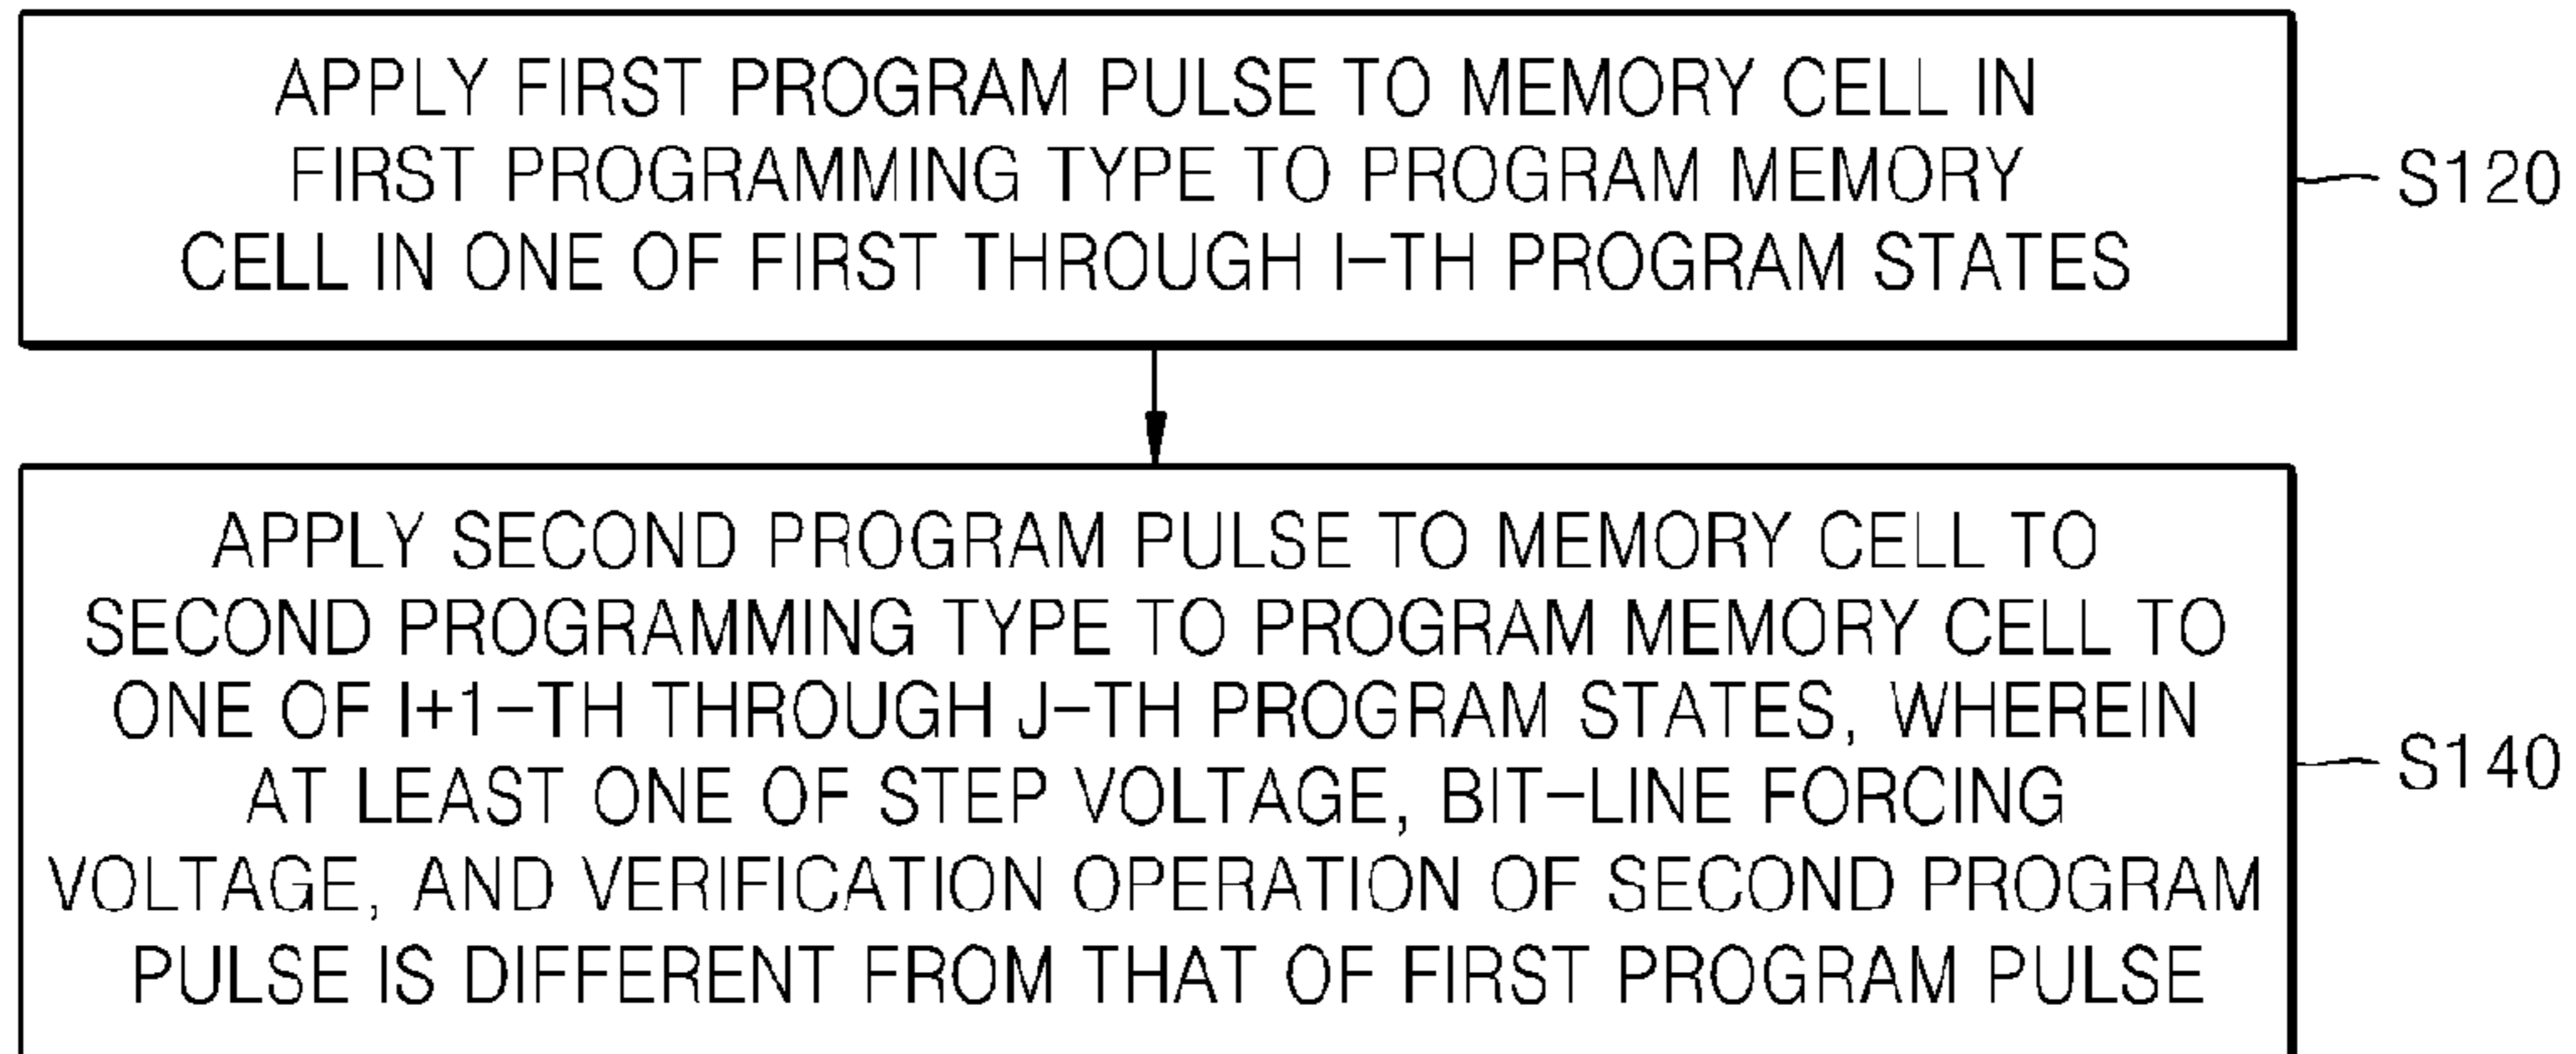 APPLY FIRST PROGRAM PULSE TO MEMORY CELL IN
FIRST PROGRAMMING TYPE TO PROGRAM MEMORY
CELL IN ONE OF FIRST THROUGH I-TH PROGRAM STATES
S120
APPLY SECOND PROGRAM PULSE TO MEMORY CELL TO
SECOND PROGRAMMING TYPE TO PROGRAM MEMORY CELL TO
ONE OF I+1-TH THROUGH J-TH PROGRAM STATES, WHEREIN
AT LEAST ONE OF STEP VOLTAGE, BIT-LINE FORCING
VOLTAGE, AND VERIFICATION OPERATION OF SECOND PROGRAM
PULSE IS DIFFERENT FROM THAT OF FIRST PROGRAM PULSE
S140